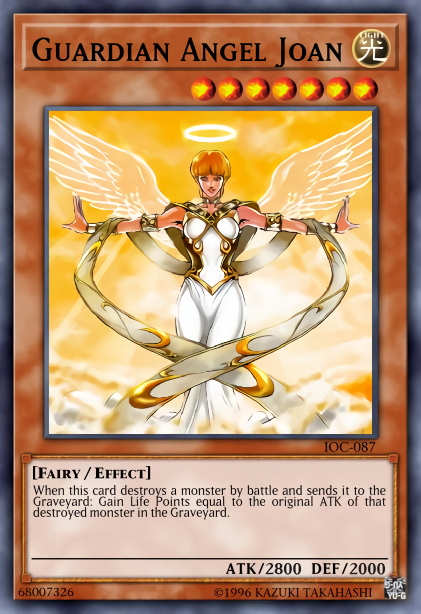 Guardian Angel Joan
LIGHT
光
IOC-087
[Fairy / Effect]
When this card destroys a monster by battle and sends it to the
Graveyard: Gain Life Points equal to the original ATK of that
destroyed monster in the Graveyard.
ATK/2800 DEF/2000
68007326
©1996 KAZUKI TAKAHASHI